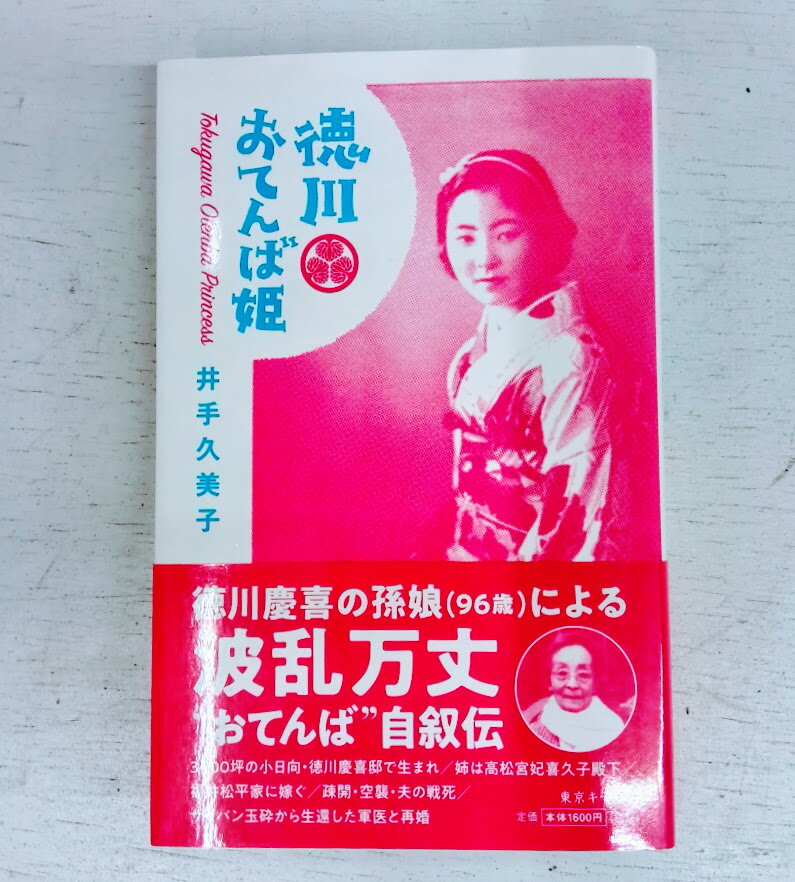 徳川
おてんば姫
Tokugawa Otenba Princess
井手久美子
徳川慶喜の孫娘(96歳)による
波乱万丈
“おてんば”自叙伝
坪の小日向・徳川慶喜邸で生まれ／姉は高松宮妃喜久子殿下／
井松平家に嫁ぐ／疎開・空襲・夫の戦死／
パン玉砕から生還した軍医と再婚
東京キ
定価 本体1600円